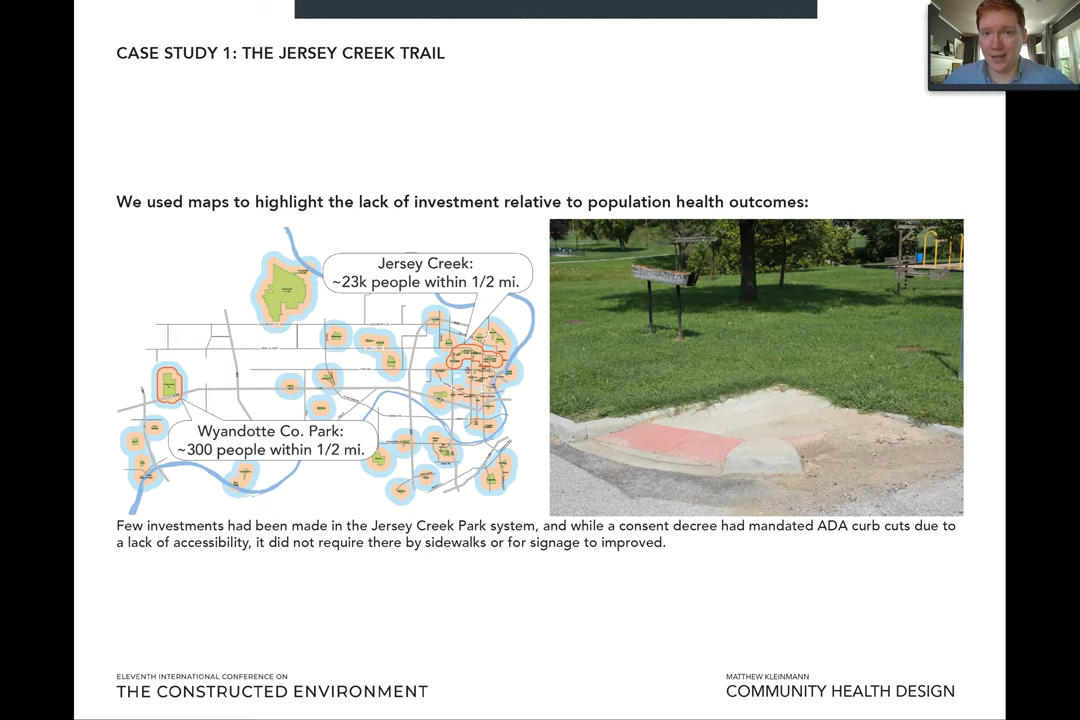 CASE STUDY 1: THE JERSEY CREEK TRAIL
We used maps to highlight the lack of investment relative to population health outcomes:
Jersey Creek:
~23k people within 1/2 mi.
Wyandotte Co. Park:
~300 people within 1/2 mi.
Few investments had been made in the Jersey Creek Park system, and while a consent decree had mandated ADA curb cuts due to
a lack of accessibility, it did not require there by sidewalks or for signage to improved.
ELEVENTH INTERNATIONAL CONFERENCE ON
THE CONSTRUCTED ENVIRONMENT
MATTHEW KLEINMANN
COMMUNITY HEALTH DESIGN